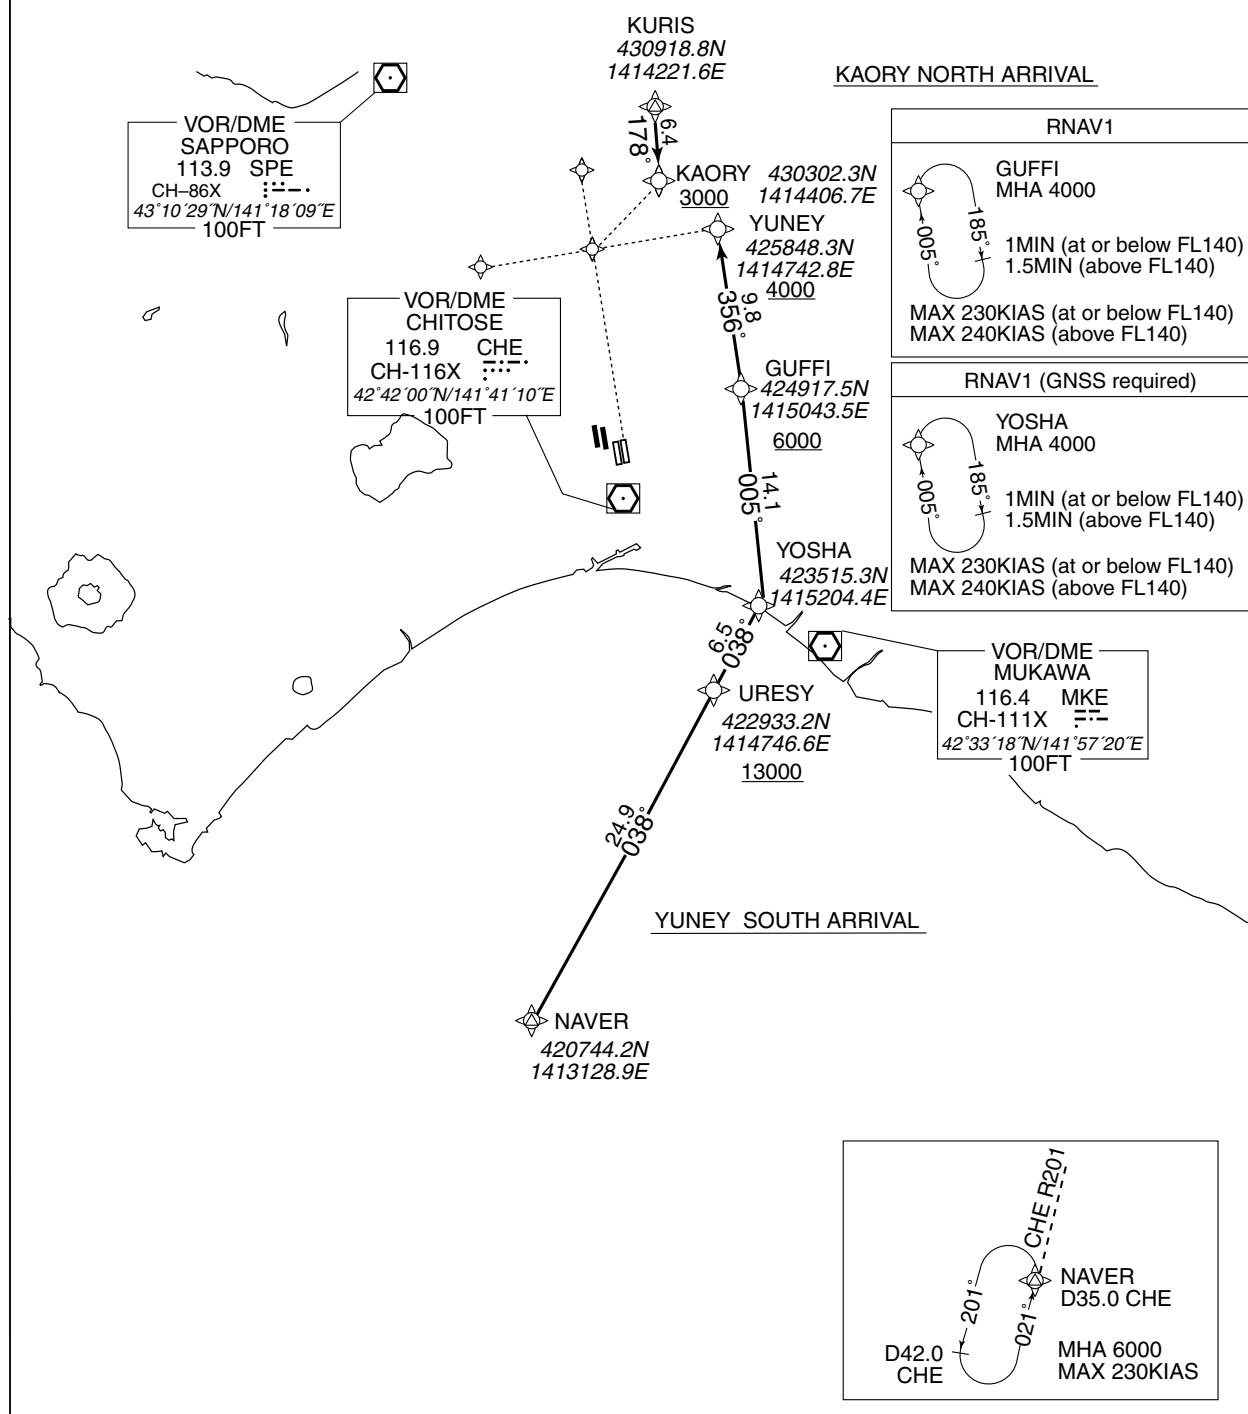 KURIS
430918.8N
1414221.6E
KAORY NORTH ARRIVAL
6.4
178°
VOR/DME
SAPPORO
113.9 SPE
CH–86X
43°10´29˝N/141°18´09˝E
100FT
KAORY
3000
430302.3N
1414406.7E
YUNEY
425848.3N
1414742.8E
4000
9.8
356°
VOR/DME
CHITOSE
116.9 CHE
CH-116X
42°42´00˝N/141°41´10˝E
100FT
GUFFI
424917.5N
1415043.5E
6000
14.1
005°
YOSHA
423515.3N
1415204.4E
6.5
038°
URESY
422933.2N
1414746.6E
13000
24.9
038°
VOR/DME
MUKAWA
116.4 MKE
CH-111X
42°33´18˝N/141°57´20˝E
100FT
YUNEY SOUTH ARRIVAL
NAVER
420744.2N
1413128.9E
RNAV1
GUFFI
MHA 4000
005°
185°
1MIN (at or below FL140)
1.5MIN (above FL140)
MAX 230KIAS (at or below FL140)
MAX 240KIAS (above FL140)
RNAV1 (GNSS required)
YOSHA
MHA 4000
005°
185°
1MIN (at or below FL140)
1.5MIN (above FL140)
MAX 230KIAS (at or below FL140)
MAX 240KIAS (above FL140)
CHE R201
NAVER
D35.0 CHE
201°
021°
D42.0
CHE
MHA 6000
MAX 230KIAS